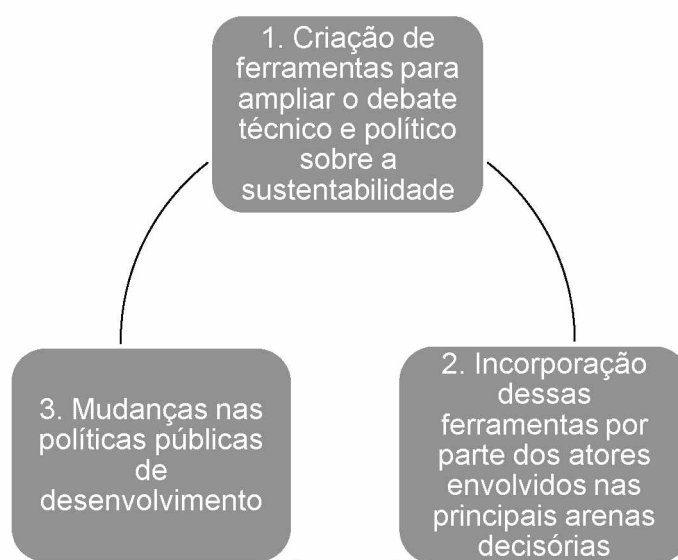 1. Criação de
ferramentas para
ampliar o debate
técnico e político
sobre a
sustentabilidade
2. Incorporação
dessas
ferramentas por
parte dos atores
envolvidos nas
principais arenas
decisórias
3. Mudanças nas
políticas públicas
de
desenvolvimento